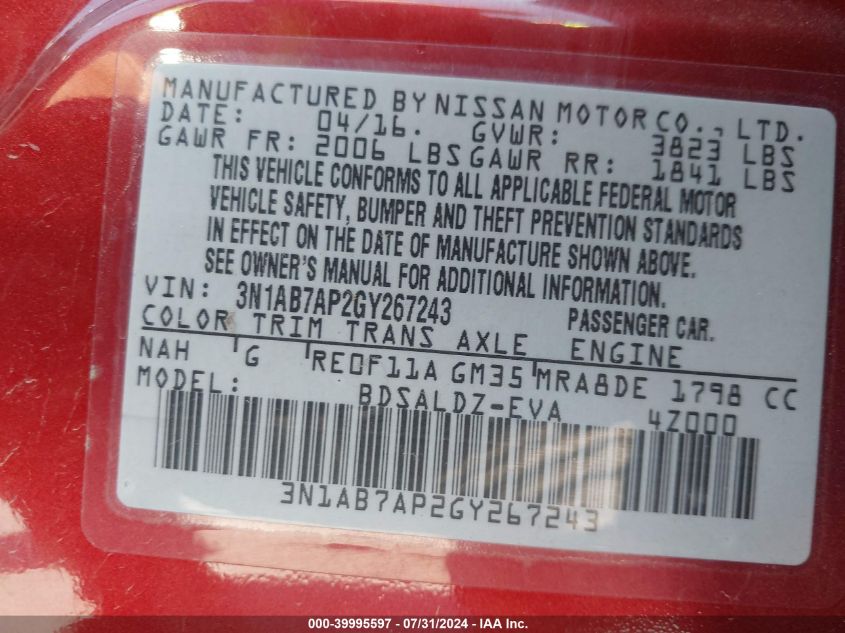 MANUFACTURED BY NISSAN MOTOR CO., LTD.
DATE: 04/16. GVWR: 3823 LBS
GAWR FR: 2006 LBS GAWR RR: 1841 LBS
THIS VEHICLE CONFORMS TO ALL APPLICABLE FEDERAL MOTOR
VEHICLE SAFETY, BUMPER AND THEFT PREVENTION STANDARDS
IN EFFECT ON THE DATE OF MANUFACTURE SHOWN ABOVE.
SEE OWNER'S MANUAL FOR ADDITIONAL INFORMATION.
VIN: 3N1AB7AP2GY267243 PASSENGER CAR.
COLOR TRIM TRANS AXLE ENGINE
NAH G RE0F11A GM35 MRA8DE 1798 CC
MODEL: BDSALDZ-EVA 4Z000
3N1AB7AP2GY267243
000-39995597 / 07/31/2024 - Copyright © 2024 IAA, Inc.